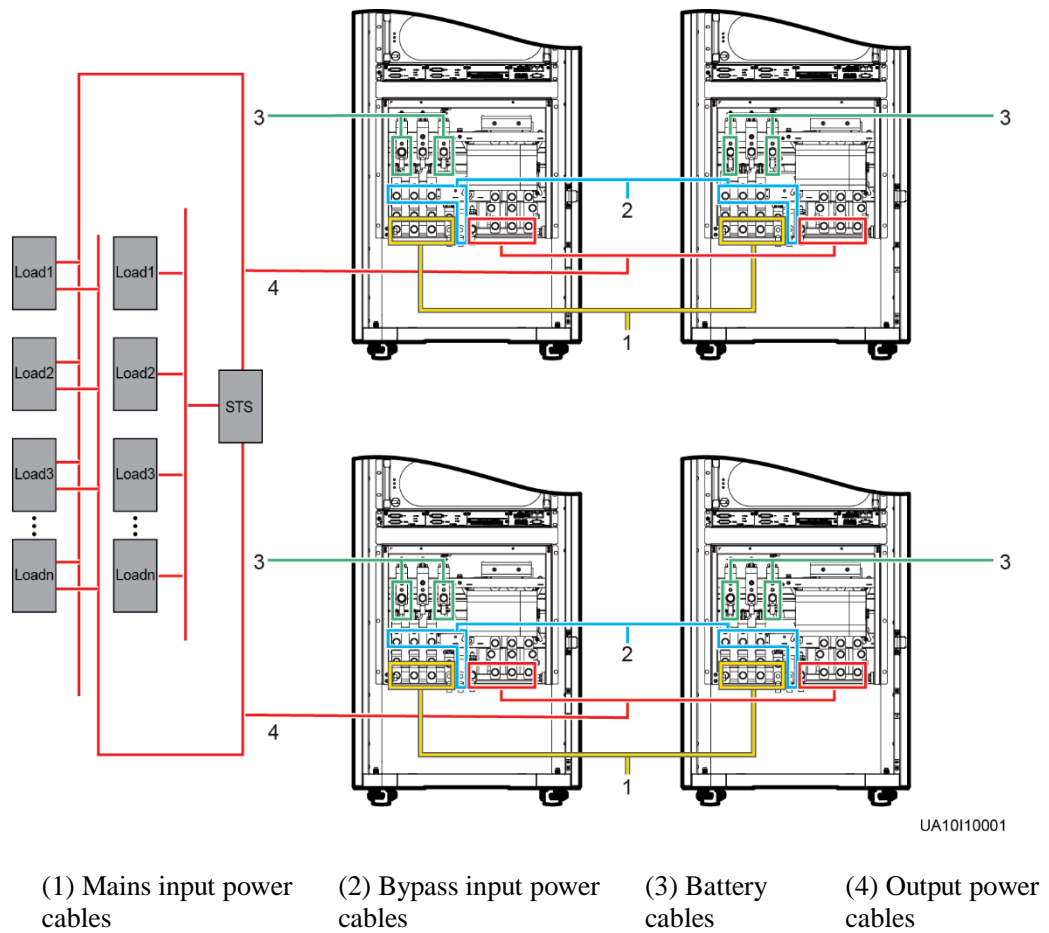 3
3
2
4
1
Load1
Load1
Load2
Load2
STS
Load3
Load3
Loadn
Loadn
3
3
2
4
1
UA10I10001
(1) Mains input power cables
(2) Bypass input power cables
(3) Battery cables
(4) Output power cables